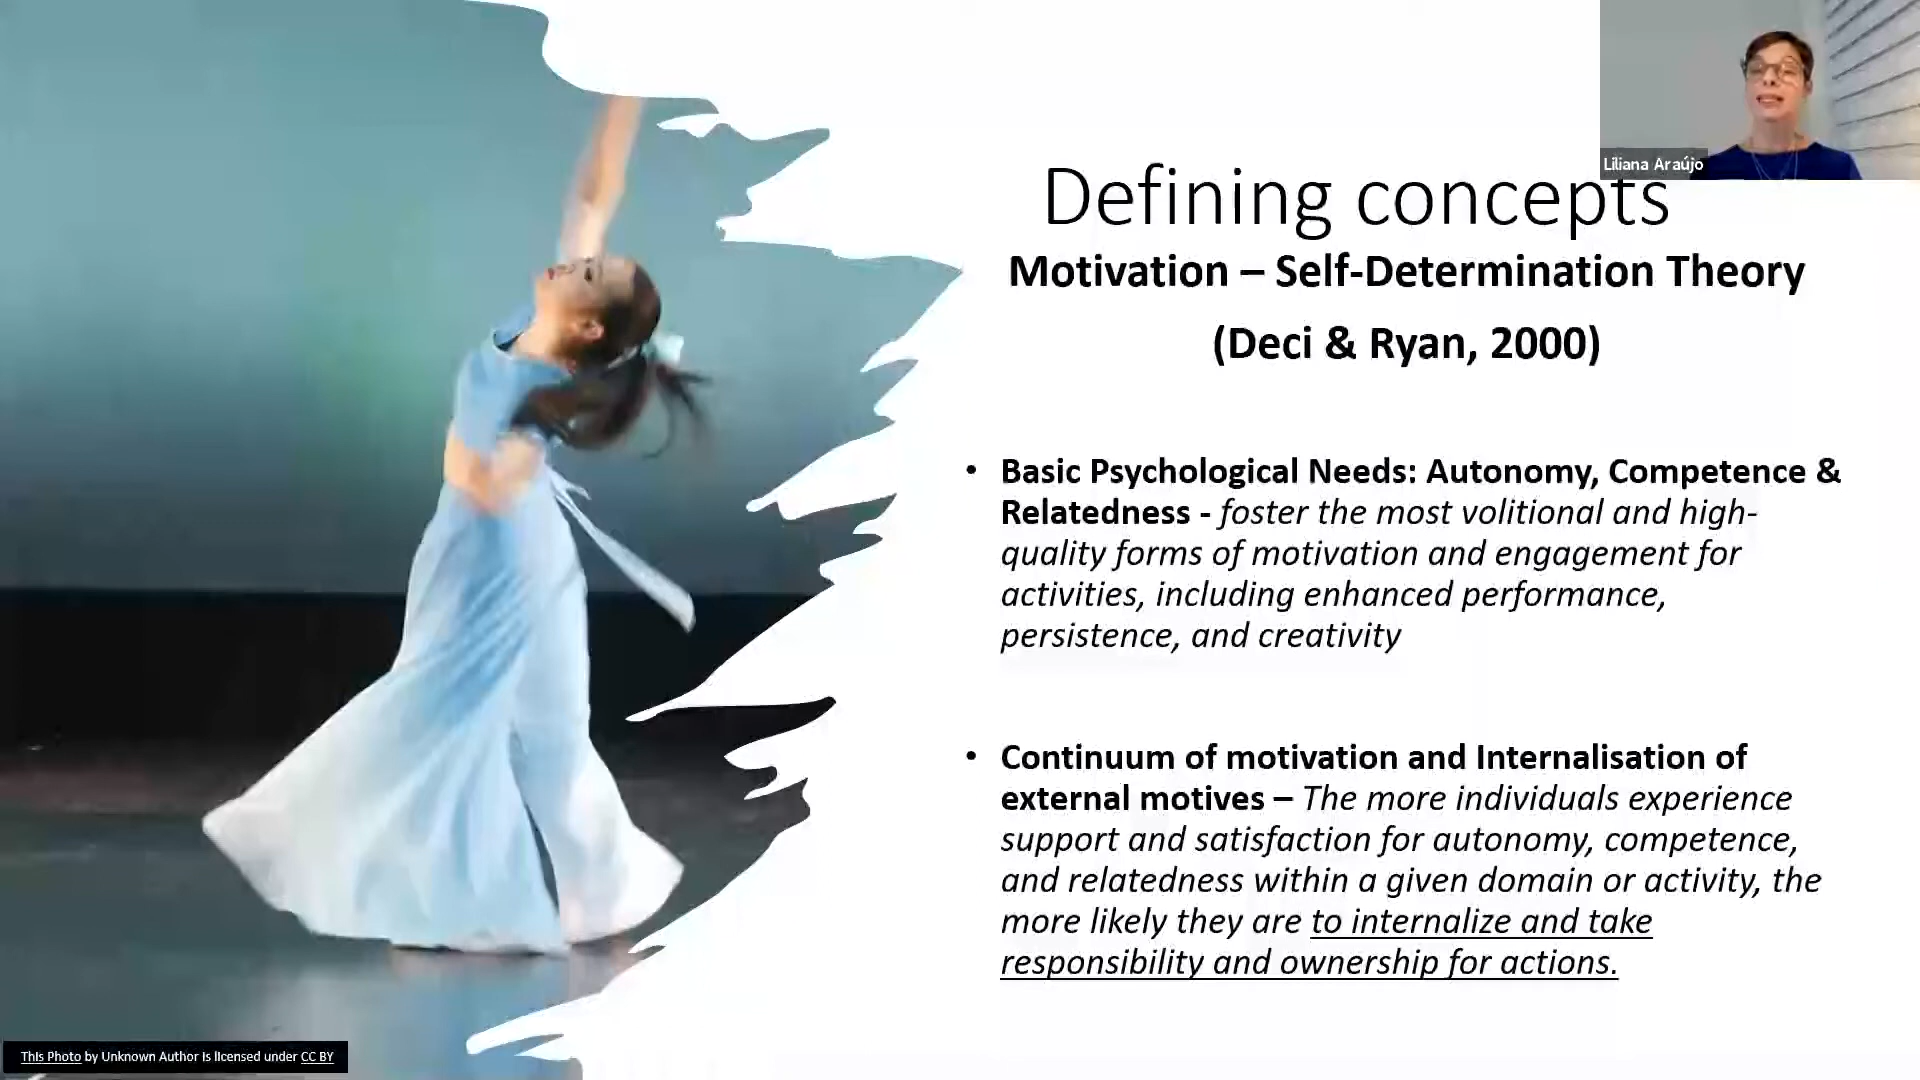 Liliana Araújo
Defining concepts
Motivation – Self-Determination Theory
(Deci & Ryan, 2000)
• Basic Psychological Needs: Autonomy, Competence &
Relatedness - foster the most volitional and high-
quality forms of motivation and engagement for
activities, including enhanced performance,
persistence, and creativity
• Continuum of motivation and Internalisation of
external motives – The more individuals experience
support and satisfaction for autonomy, competence,
and relatedness within a given domain or activity, the
more likely they are to internalize and take
responsibility and ownership for actions.
This Photo by Unknown Author is licensed under CC BY